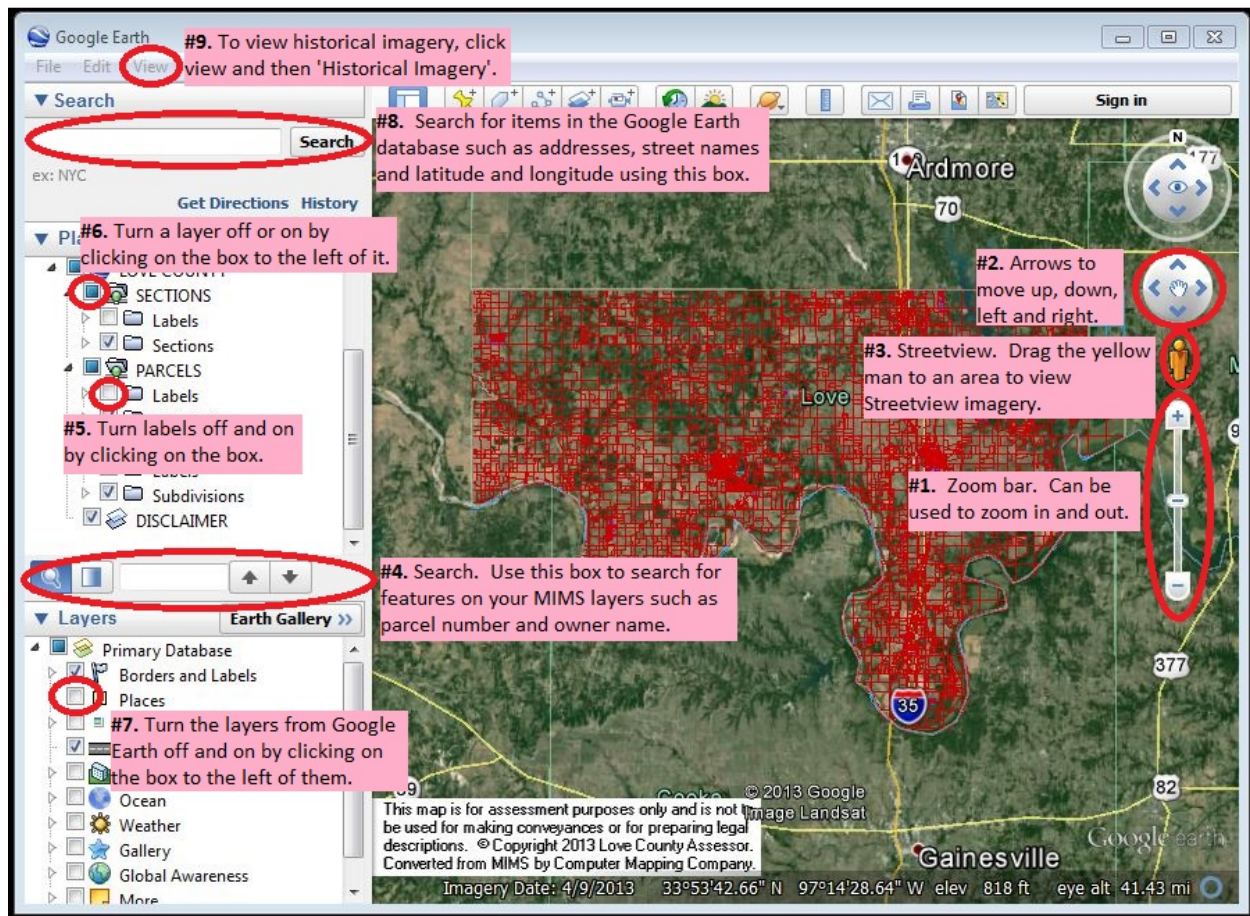 Google Earth
#9. To view historical imagery, click
view and then 'Historical Imagery'.
File Edit View
Search
Sign in
Search
#8. Search for items in the Google Earth
database such as addresses, street names
and latitude and longitude using this box.
ex: NYC
Get Directions History
#6. Turn a layer off or on by
clicking on the box to the left of it.
LOVE COUNTY
SECTIONS
Labels
Sections
PARCELS
Labels
#5. Turn labels off and on
by clicking on the box.
Labels
Subdivisions
DISCLAIMER
#4. Search. Use this box to search for
features on your MIMS layers such as
parcel number and owner name.
Layers
Earth Gallery >>
Primary Database
Borders and Labels
Places
#7. Turn the layers from Google
Earth off and on by clicking on
the box to the left of them.
Ocean
Weather
Gallery
Global Awareness
More
N
177
Ardmore
70
#2. Arrows to
move up, down,
left and right.
#3. Streetview. Drag the yellow
man to an area to view
Streetview imagery.
Love
#1. Zoom bar. Can be
used to zoom in and out.
377
35
82
© 2013 Google
Image Landsat
This map is for assessment purposes only and is not
be used for making conveyances or for preparing legal
descriptions. © Copyright 2013 Love County Assessor.
Converted from MIMS by Computer Mapping Company.
Google earth
Gainesville
Imagery Date: 4/9/2013 33°53'42.66" N 97°14'28.64" W elev 818 ft eye alt 41.43 mi